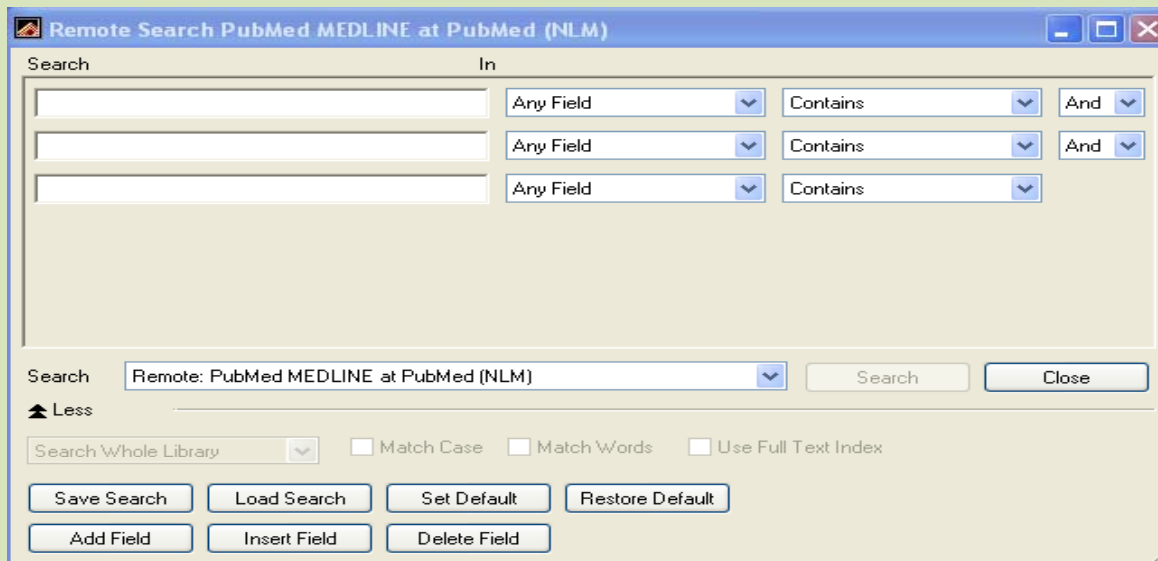 Remote Search PubMed MEDLINE at PubMed (NLM)
Search In
Any Field Contains And
Any Field Contains And
Any Field Contains
Search Remote: PubMed MEDLINE at PubMed (NLM) Search Close
Less
Search Whole Library Match Case Match Words Use Full Text Index
Save Search Load Search Set Default Restore Default
Add Field Insert Field Delete Field